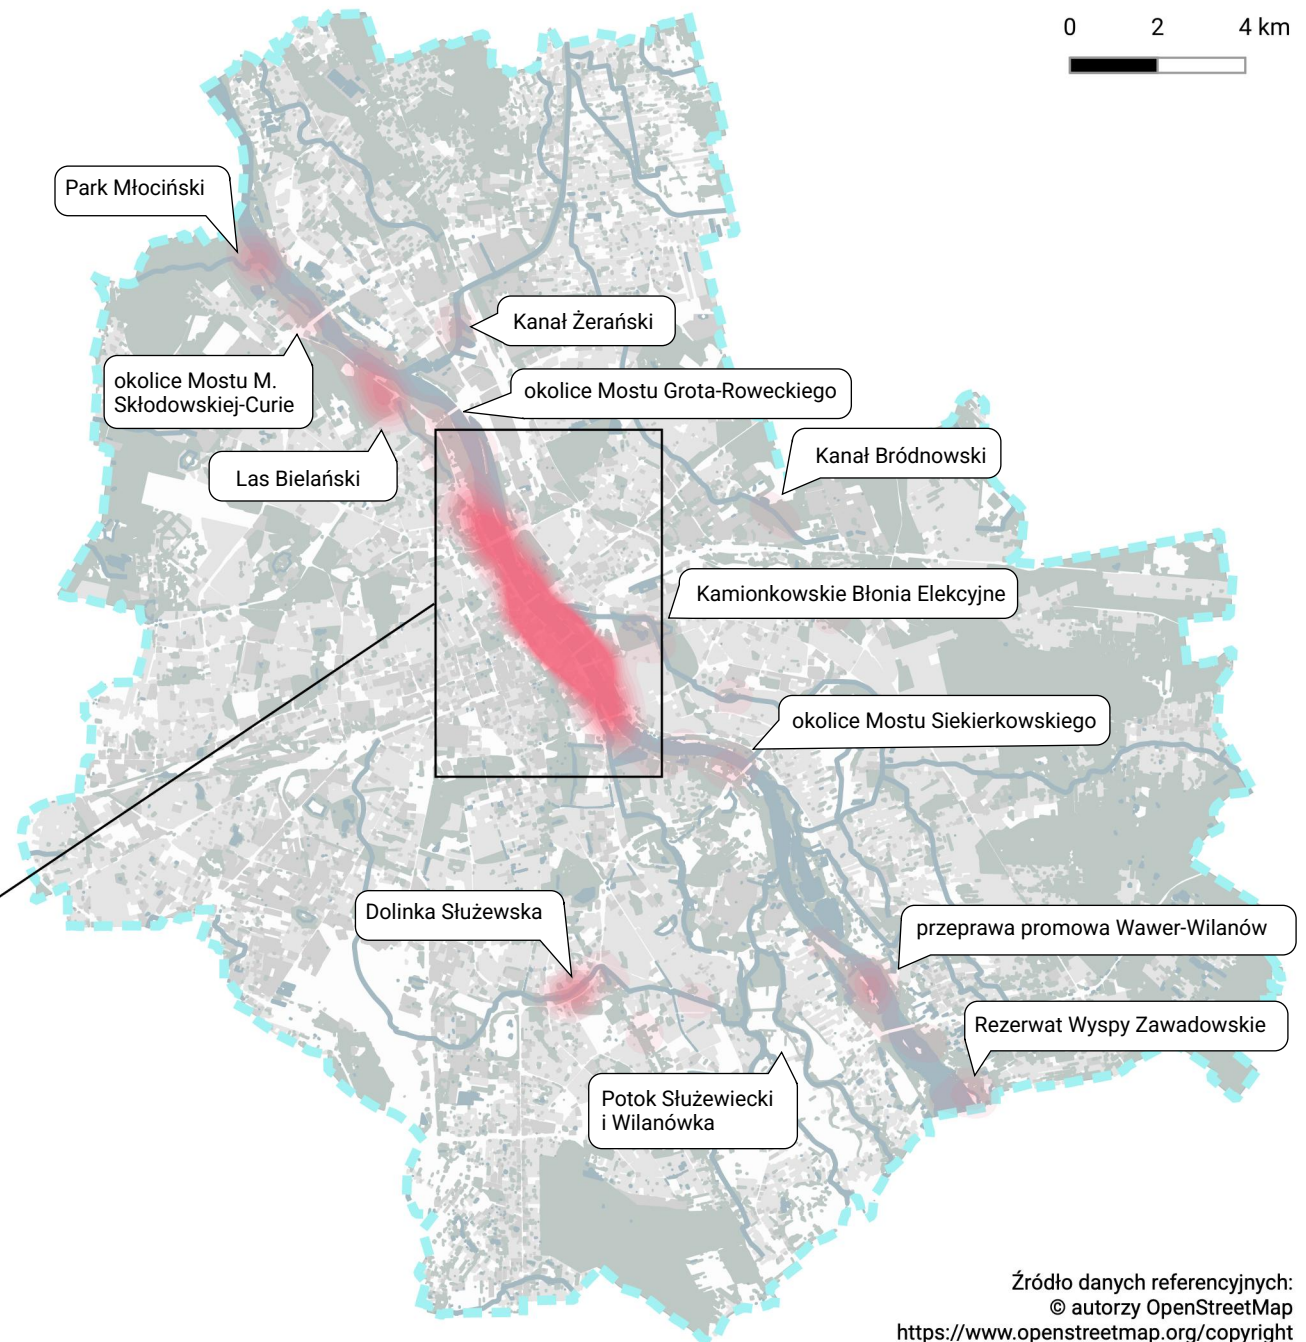 0 2 4 km
Park Młociński
Kanał Żerański
okolice Mostu M.
Skłodowskiej-Curie
okolice Mostu Grota-Roweckiego
Las Bielański
Kanał Bródnowski
Kamionkowskie Błonia Elekcyjne
okolice Mostu Siekierkowskiego
Dolinka Służewska
przeprawa promowa Wawer-Wilanów
Rezerwat Wyspy Zawadowskie
Potok Służewiecki
i Wilanówka
Źródło danych referencyjnych:
© autorzy OpenStreetMap
https://www.openstreetmap.org/copyright